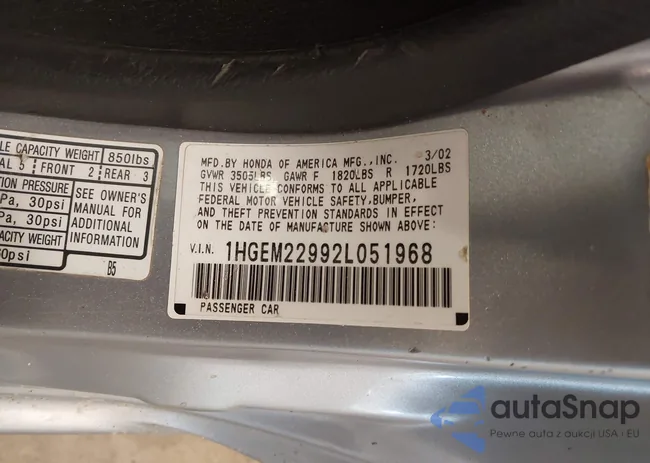 LE CAPACITY WEIGHT 850lbs
AL 5 FRONT 2 REAR 3
TION PRESSURE
Pa, 30psi
Pa, 30psi
CAPACITY
0psi
SEE OWNER'S
MANUAL FOR
ADDITIONAL
INFORMATION
B5
MFD.BY HONDA OF AMERICA MFG.,INC. 3/02
GVWR 3505LBS GAWR F 1820LBS R 1720LBS
THIS VEHICLE CONFORMS TO ALL APPLICABLE
FEDERAL MOTOR VEHICLE SAFETY,BUMPER,
AND THEFT PREVENTION STANDARDS IN EFFECT
ON THE DATE OF MANUFACTURE SHOWN ABOVE:
V.I.N. 1HGEM22992L051968
PASSENGER CAR
autaSnap
Pewne auta z aukcji USA i EU